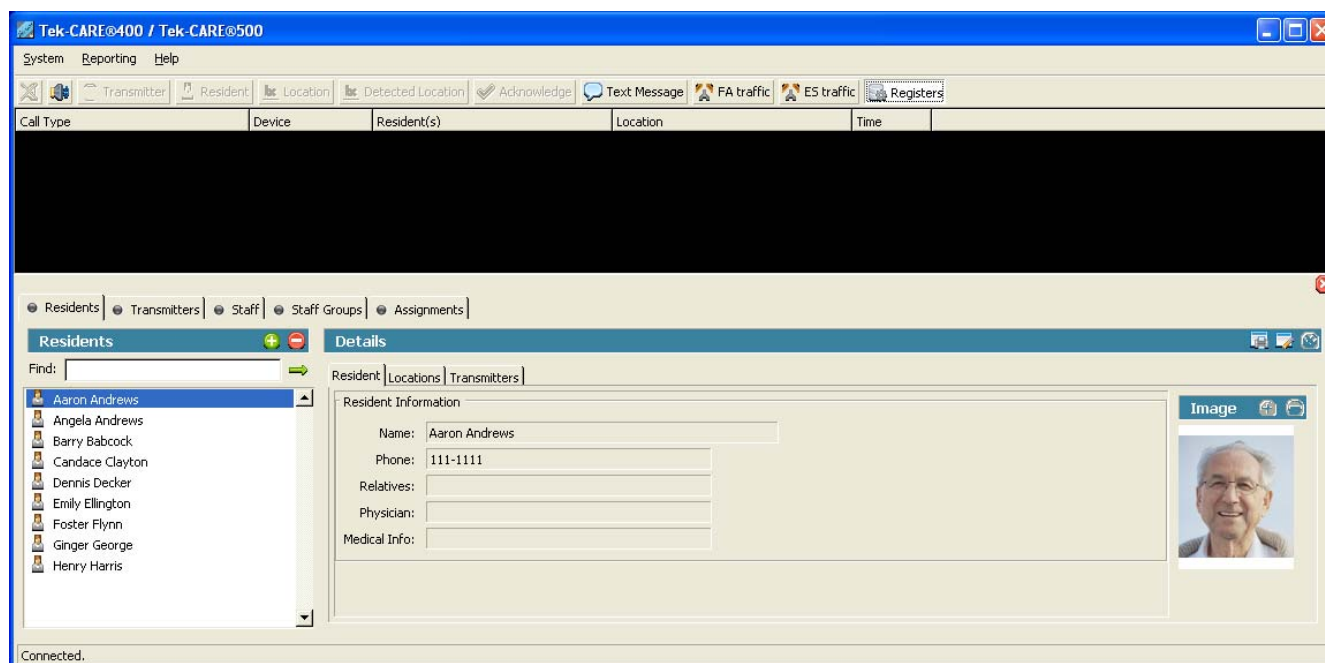 Tek-CARE®400 / Tek-CARE®500
System Reporting Help
Transmitter Resident Location Detected Location Acknowledge Text Message FA traffic ES traffic Registers
Call Type Device Resident(s) Location Time
Residents Transmitters Staff Staff Groups Assignments
Residents Details
Find:
Resident Locations Transmitters
Aaron Andrews
Angela Andrews
Barry Babcock
Candace Clayton
Dennis Decker
Emily Ellington
Foster Flynn
Ginger George
Henry Harris
Resident Information
Name: Aaron Andrews
Phone: 111-1111
Relatives:
Physician:
Medical Info:
Image
Connected.